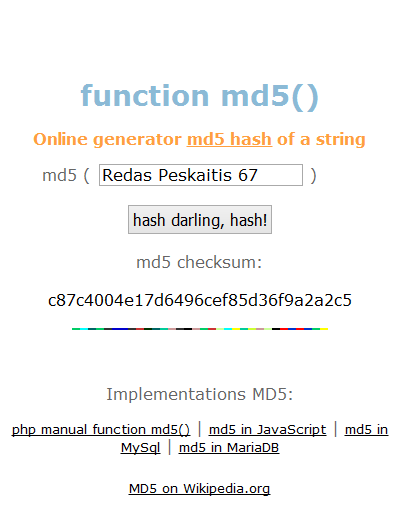 function md5()
Online generator md5 hash of a string
md5 ( Redas Peskaitis 67 )
hash darling, hash!
md5 checksum:
c87c4004e17d6496cef85d36f9a2a2c5
Implementations MD5:
php manual function md5() | md5 in JavaScript | md5 in
MySql | md5 in MariaDB
MD5 on Wikipedia.org